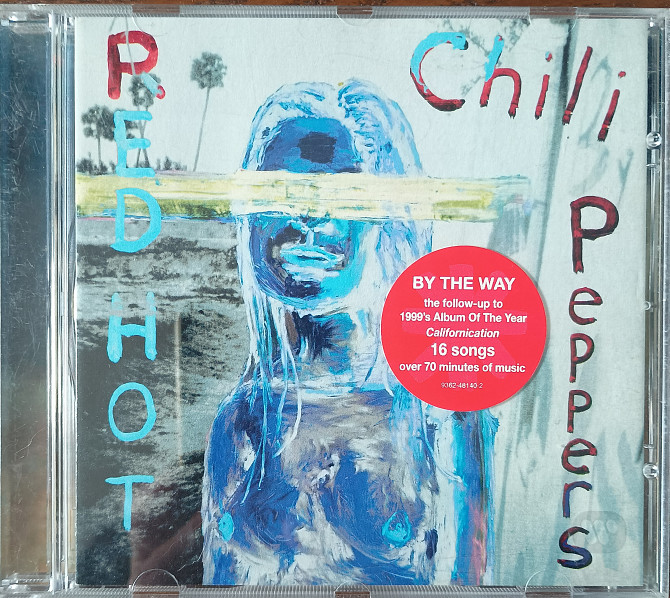 RED HOT
Chili
Peppers
BY THE WAY
the follow-up to
1999's Album Of The Year
Californication
16 songs
over 70 minutes of music
9362-48140-2